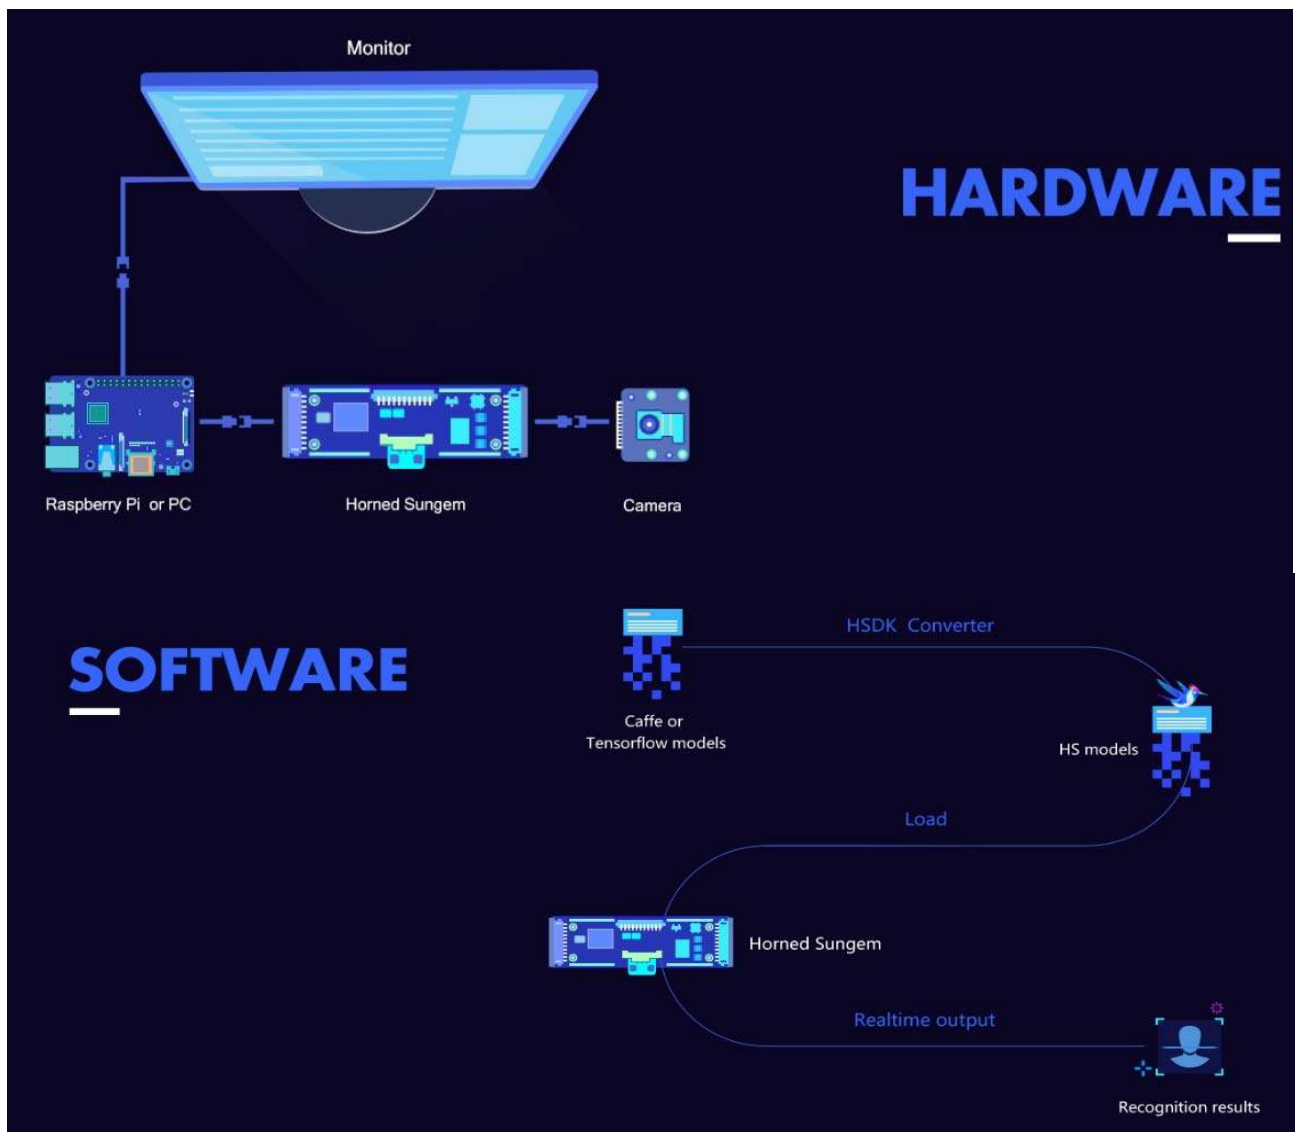 Monitor
HARDWARE
Raspberry Pi or PC
Horned Sungem
Camera
SOFTWARE
HSDK Converter
Caffe or
Tensorflow models
HS models
Load
Horned Sungem
Realtime output
Recognition results